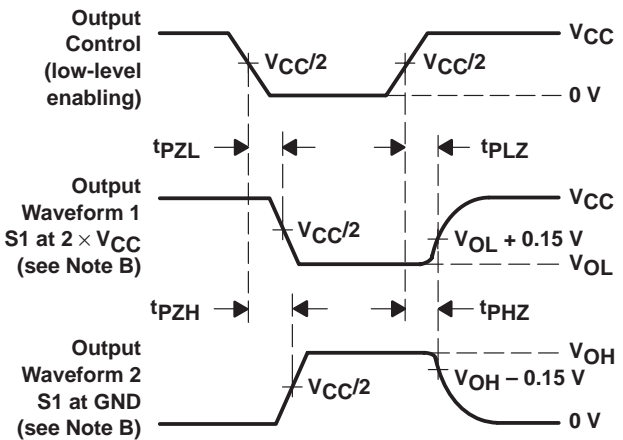 Output
Control
(low-level
enabling)
VCC
VCC/2
VCC/2
0 V
tPZL
tPLZ
Output
Waveform 1
S1 at 2 × VCC
(see Note B)
VCC
VCC/2
VOL + 0.15 V
VOL
tPZH
tPHZ
Output
Waveform 2
S1 at GND
(see Note B)
VOH
VCC/2
VOH – 0.15 V
0 V